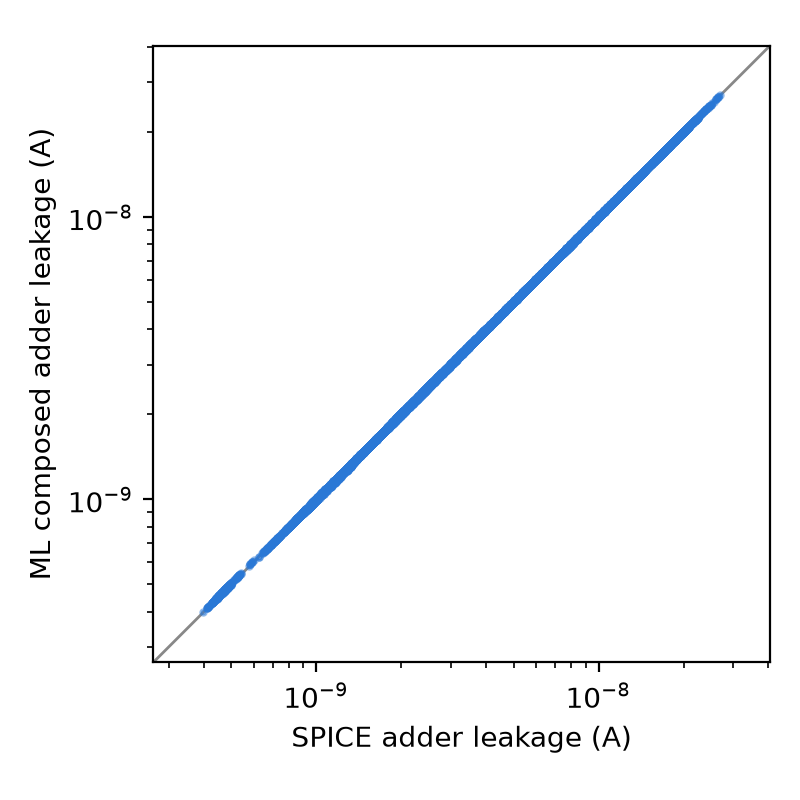 ML composed adder leakage (A)
10⁻⁸
10⁻⁹
10⁻⁹ 10⁻⁸
SPICE adder leakage (A)